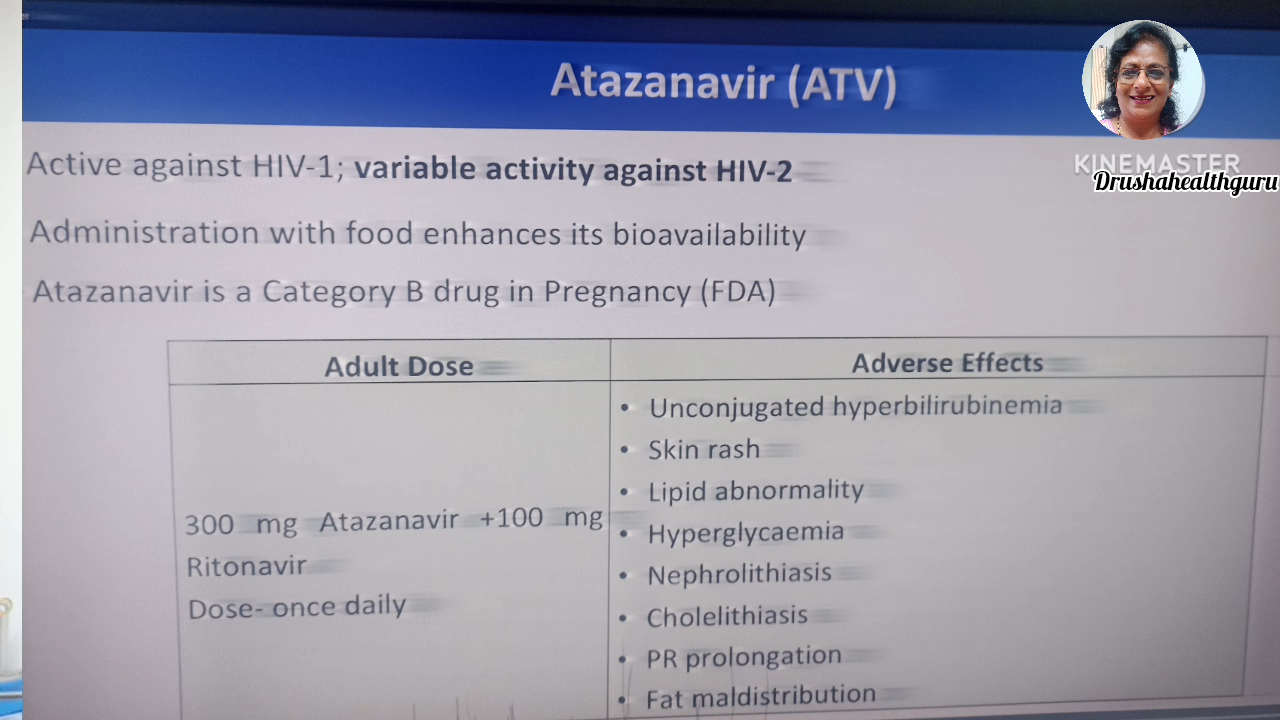 Atazanavir (ATV)
KINEMASTER
Drushahealthguru
Active against HIV-1; variable activity against HIV-2
Administration with food enhances its bioavailability
Atazanavir is a Category B drug in Pregnancy (FDA)
Adult Dose
Adverse Effects
300 mg Atazanavir +100 mg
Ritonavir
Dose- once daily
• Unconjugated hyperbilirubinemia
• Skin rash
• Lipid abnormality
• Hyperglycaemia
• Nephrolithiasis
• Cholelithiasis
• PR prolongation
• Fat maldistribution